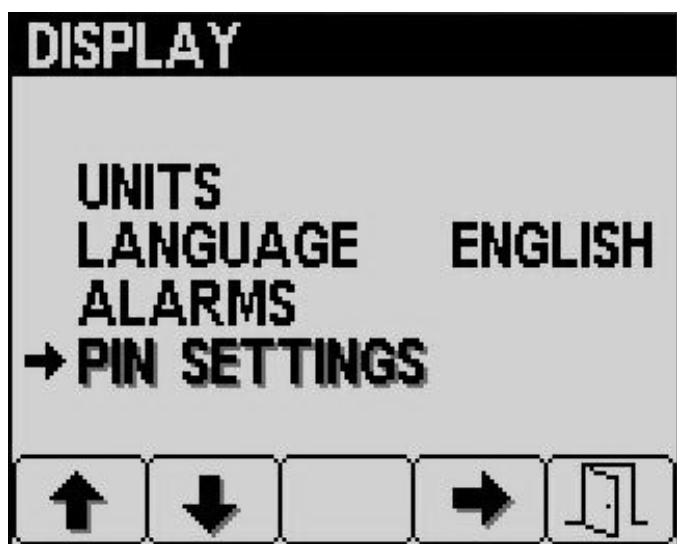 DISPLAY
UNITS
LANGUAGE ENGLISH
ALARMS
PIN SETTINGS